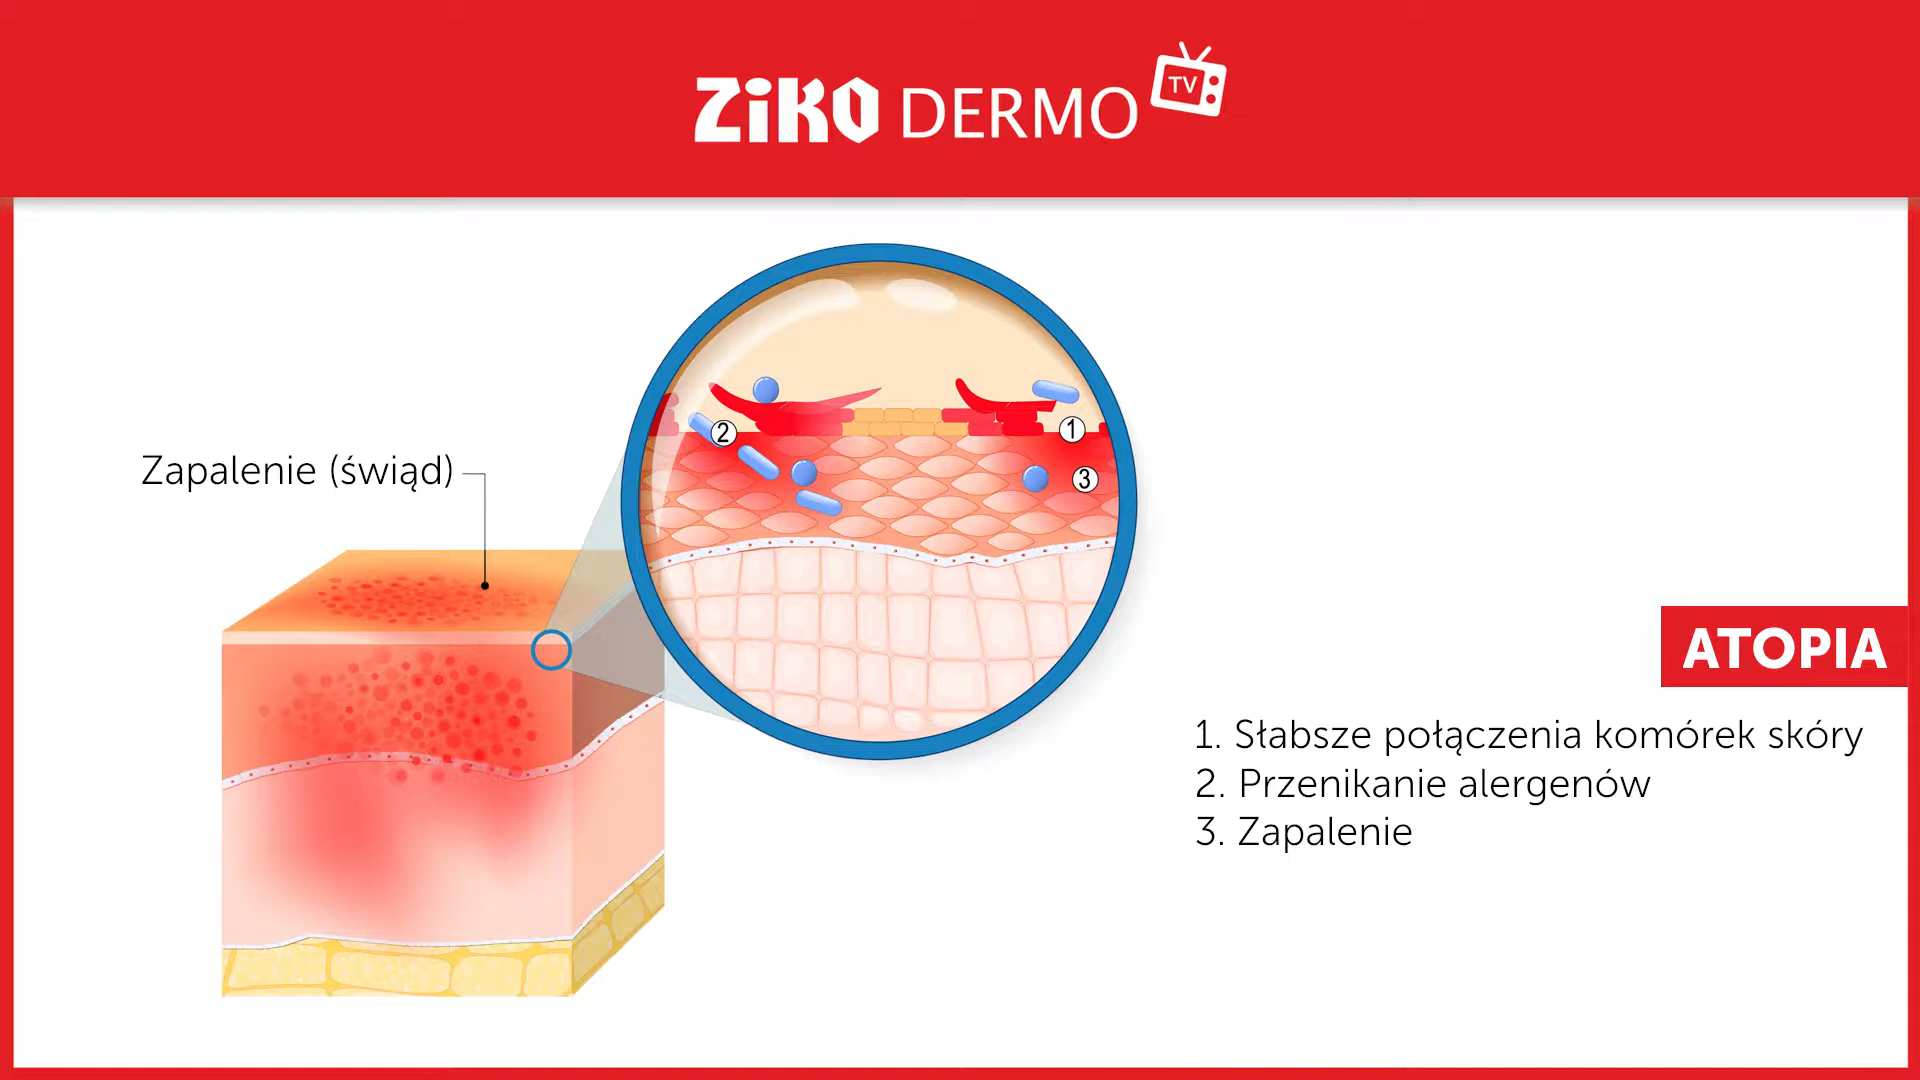 ZiKO DERMO TV
Zapalenie (świąd)
2
1
3
ATOPIA
1. Słabsze połączenia komórek skóry
2. Przenikanie alergenów
3. Zapalenie